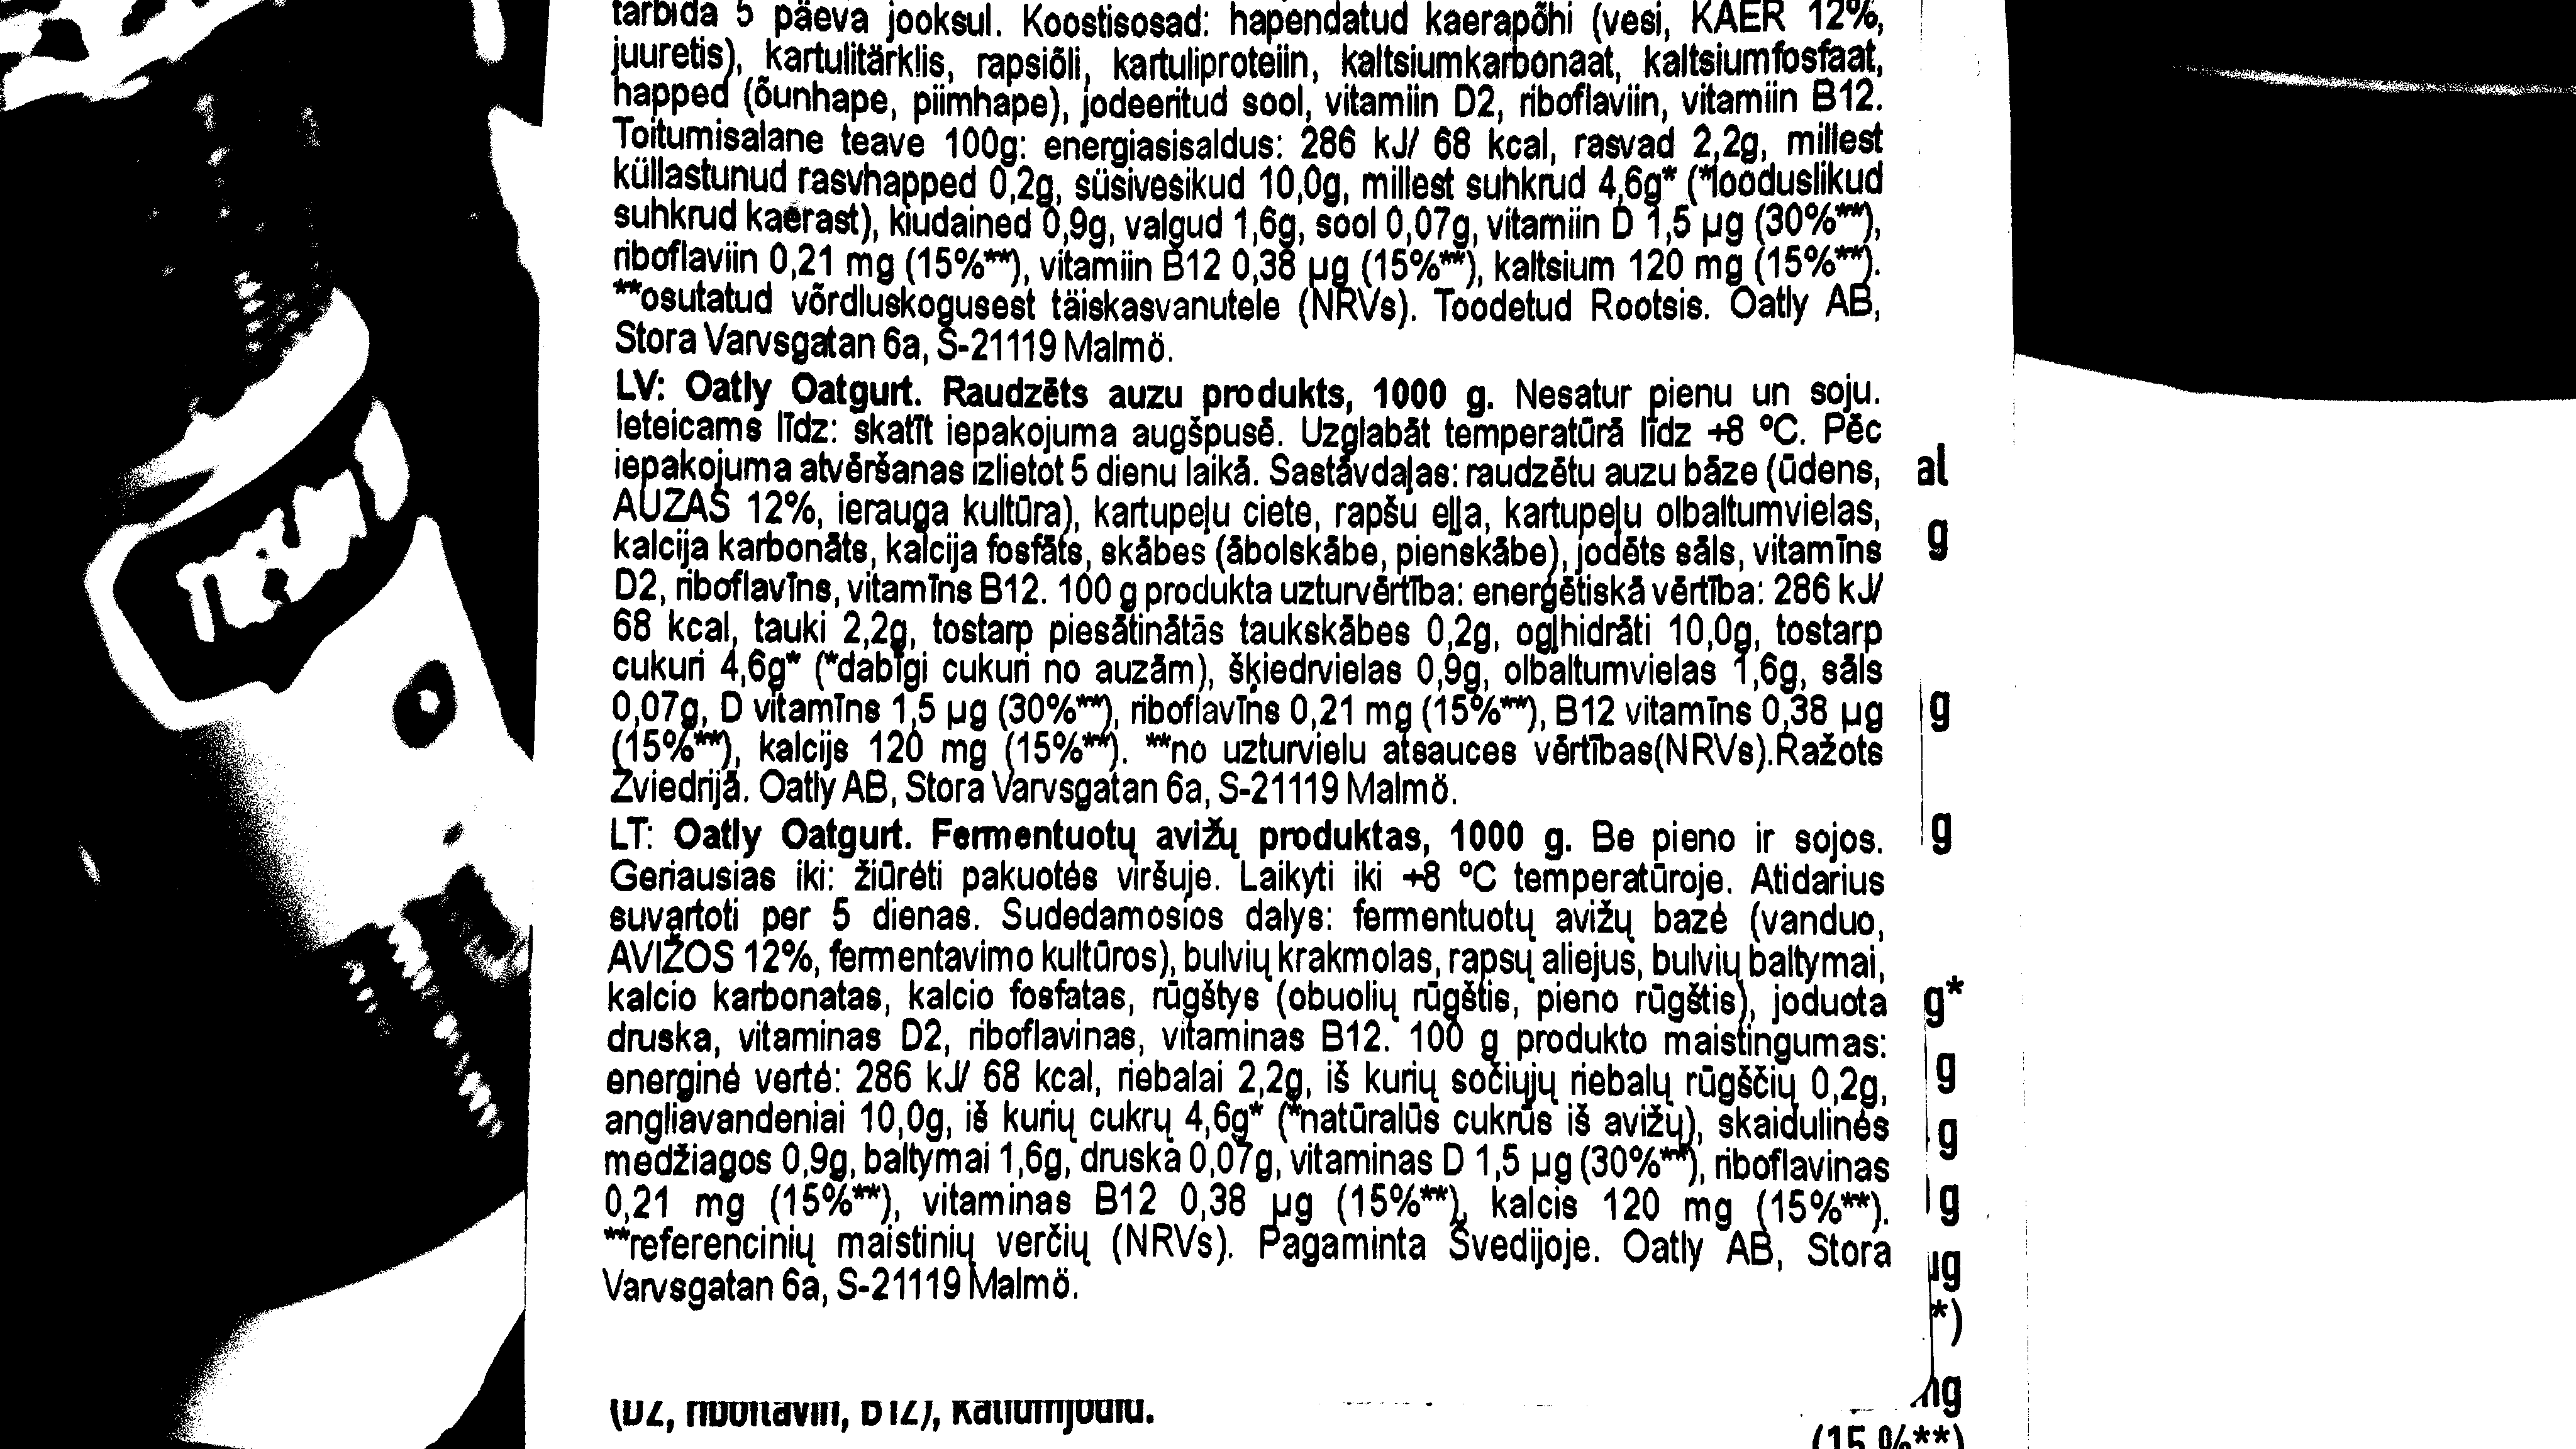 tarbida 5 päeva jooksul. Koostisosad: hapendatud kaerapõhi (vesi, KAER 12%,
juuretis), kartulitärklis, rapsiõli, kartuliproteiin, kaltsiumkarbonaat, kaltsiumfosfaat,
happed (õunhape, piimhape), jodeeritud sool, vitamiin D2, riboflaviin, vitamiin B12.
Toitumisalane teave 100g: energiasisaldus: 286 kJ/ 68 kcal, rasvad 2,2g, millest
küllastunud rasvhapped 0,2g, süsivesikud 10,0g, millest suhkrud 4,6g* (*looduslikud
suhkrud kaerast), kiudained 0,9g, valgud 1,6g, sool 0,07g, vitamiin D 1,5 µg (30%**),
riboflaviin 0,21 mg (15%**), vitamiin B12 0,38 µg (15%**), kaltsium 120 mg (15%**).
**osutatud võrdluskogusest täiskasvanutele (NRVs). Toodetud Rootsis. Oatly AB,
Stora Varvsgatan 6a, S-21119 Malmö.
LV: Oatly Oatgurt. Raudzēts auzu produkts, 1000 g. Nesatur pienu un soju.
Ieteicams līdz: skatīt iepakojuma augšpusē. Uzglabāt temperatūrā līdz +8 ºC. Pēc
iepakojuma atvēršanas izlietot 5 dienu laikā. Sastāvdaļas: raudzētu auzu bāze (ūdens,
AUZAS 12%, ierauga kultūra), kartupeļu ciete, rapšu eļļa, kartupeļu olbaltumvielas,
kalcija karbonāts, kalcija fosfāts, skābes (ābolskābe, pienskābe), jodēts sāls, vitamīns
D2, riboflavīns, vitamīns B12. 100 g produkta uzturvērtība: enerģētiskā vērtība: 286 kJ/
68 kcal, tauki 2,2g, tostarp piesātinātās taukskābes 0,2g, ogļhidrāti 10,0g, tostarp
cukuri 4,6g* (*dabīgi cukuri no auzām), šķiedrvielas 0,9g, olbaltumvielas 1,6g, sāls
0,07g, D vitamīns 1,5 µg (30%**), riboflavīns 0,21 mg (15%**), B12 vitamīns 0,38 µg
(15%**), kalcijs 120 mg (15%**). **no uzturvielu atsauces vērtības(NRVs).Ražots
Zviedrijā. Oatly AB, Stora Varvsgatan 6a, S-21119 Malmö.
LT: Oatly Oatgurt. Fermentuotų avižų produktas, 1000 g. Be pieno ir sojos.
Geriausias iki: žiūrėti pakuotės viršuje. Laikyti iki +8 ºC temperatūroje. Atidarius
suvartoti per 5 dienas. Sudedamosios dalys: fermentuotų avižų bazė (vanduo,
AVIŽOS 12%, fermentavimo kultūros), bulvių krakmolas, rapsų aliejus, bulvių baltymai,
kalcio karbonatas, kalcio fosfatas, rūgštys (obuolių rūgštis, pieno rūgštis), joduota
druska, vitaminas D2, riboflavinas, vitaminas B12. 100 g produkto maistingumas:
energinė vertė: 286 kJ/ 68 kcal, riebalai 2,2g, iš kurių sočiųjų riebalų rūgščių 0,2g,
angliavandeniai 10,0g, iš kurių cukrų 4,6g* (*natūralūs cukrūs iš avižų), skaidulinės
medžiagos 0,9g, baltymai 1,6g, druska 0,07g, vitaminas D 1,5 µg (30%**), riboflavinas
0,21 mg (15%**), vitaminas B12 0,38 µg (15%**), kalcis 120 mg (15%**).
**referencinių maistinių verčių (NRVs). Pagaminta Švedijoje. Oatly AB, Stora
Varvsgatan 6a, S-21119 Malmö.
al
g
g
g
g*
g
g
g
µg
*)
(15 %**)